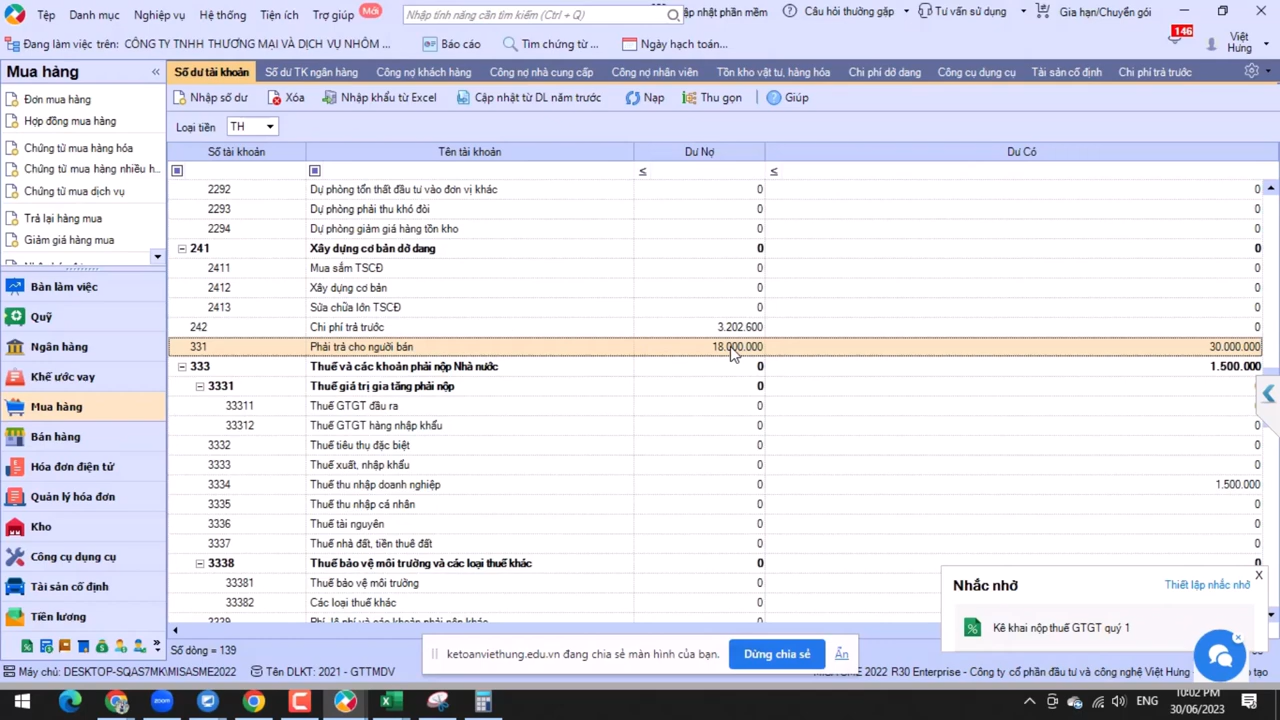 Tệp Danh mục Nghiệp vụ Hệ thống Tiện ích Trợ giúp Mới
Nhập tính năng cần tìm kiếm (Ctrl + Q)
nhập phần mềm Câu hỏi thường gặp Tư vấn sử dụng Gia hạn/Chuyển gói
Đang làm việc trên: CÔNG TY TNHH THƯƠNG MẠI VÀ DỊCH VỤ NHÔM ... Báo cáo Tìm chứng từ ... Ngày hạch toán... 146 Việt Hưng
Mua hàng «
Đơn mua hàng
Hợp đồng mua hàng
Chứng từ mua hàng hóa
Chứng từ mua hàng nhiều h...
Chứng từ mua dịch vụ
Trả lại hàng mua
Giảm giá hàng mua
Bàn làm việc
Quỹ
Ngân hàng
Khế ước vay
Mua hàng
Bán hàng
Hóa đơn điện tử
Quản lý hóa đơn
Kho
Công cụ dụng cụ
Tài sản cố định
Tiền lương
Số dư tài khoản Số dư TK ngân hàng Công nợ khách hàng Công nợ nhà cung cấp Công nợ nhân viên Tồn kho vật tư, hàng hóa Chi phí dở dang Công cụ dụng cụ Tài sản cố định Chi phí trả trước
Nhập số dư Xóa Nhập khẩu từ Excel Cập nhật từ DL năm trước Nạp Thu gọn Giúp
Loại tiền TH
Số tài khoản Tên tài khoản Dư Nợ Dư Có
≤ ≤
2292 Dự phòng tổn thất đầu tư vào đơn vị khác 0 0
2293 Dự phòng phải thu khó đòi 0 0
2294 Dự phòng giảm giá hàng tồn kho 0 0
241 Xây dựng cơ bản dở dang 0 0
2411 Mua sắm TSCĐ 0 0
2412 Xây dựng cơ bản 0 0
2413 Sửa chữa lớn TSCĐ 0 0
242 Chi phí trả trước 3.202.600 0
331 Phải trả cho người bán 18.000.000 30.000.000
333 Thuế và các khoản phải nộp Nhà nước 0 1.500.000
3331 Thuế giá trị gia tăng phải nộp 0
33311 Thuế GTGT đầu ra 0
33312 Thuế GTGT hàng nhập khẩu 0 0
3332 Thuế tiêu thụ đặc biệt 0 0
3333 Thuế xuất, nhập khẩu 0 0
3334 Thuế thu nhập doanh nghiệp 0 1.500.000
3335 Thuế thu nhập cá nhân 0 0
3336 Thuế tài nguyên 0 0
3337 Thuế nhà đất, tiền thuê đất 0 0
3338 Thuế bảo vệ môi trường và các loại thuế khác 0 0
33381 Thuế bảo vệ môi trường 0
33382 Các loại thuế khác 0
Số dòng = 139
Nhắc nhở Thiết lập nhắc nhở X
Kê khai nộp thuế GTGT quý 1
ketoanviethung.edu.vn đang chia sẻ màn hình của bạn. Dừng chia sẻ Ẩn
Máy chủ: DESKTOP-SQAS7MK\MISASME2022 Tên DLKT: 2021 - GTTMDV 2022 R30 Enterprise - Công ty cổ phần đầu tư và công nghệ Việt Hưng
ENG 10:02 PM
30/06/2023
zoom